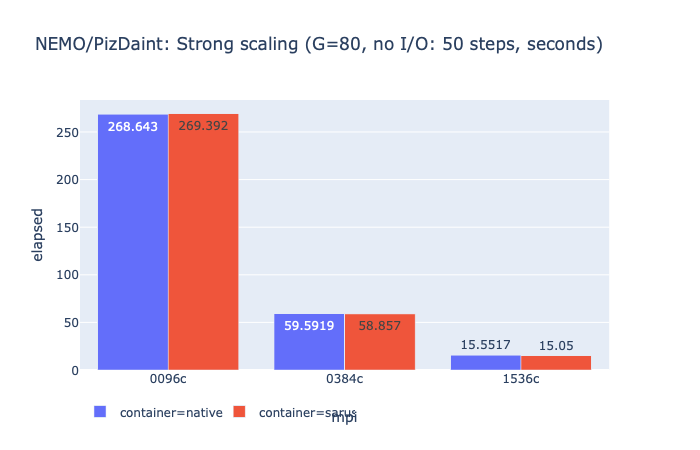 NEMO/PizDaint: Strong scaling (G=80, no I/O: 50 steps, seconds)
250
200
150
100
50
0
elapsed
268.643
269.392
59.5919
58.857
15.5517
15.05
0096c
0384c
1536c
mpi
container=native
container=sarus